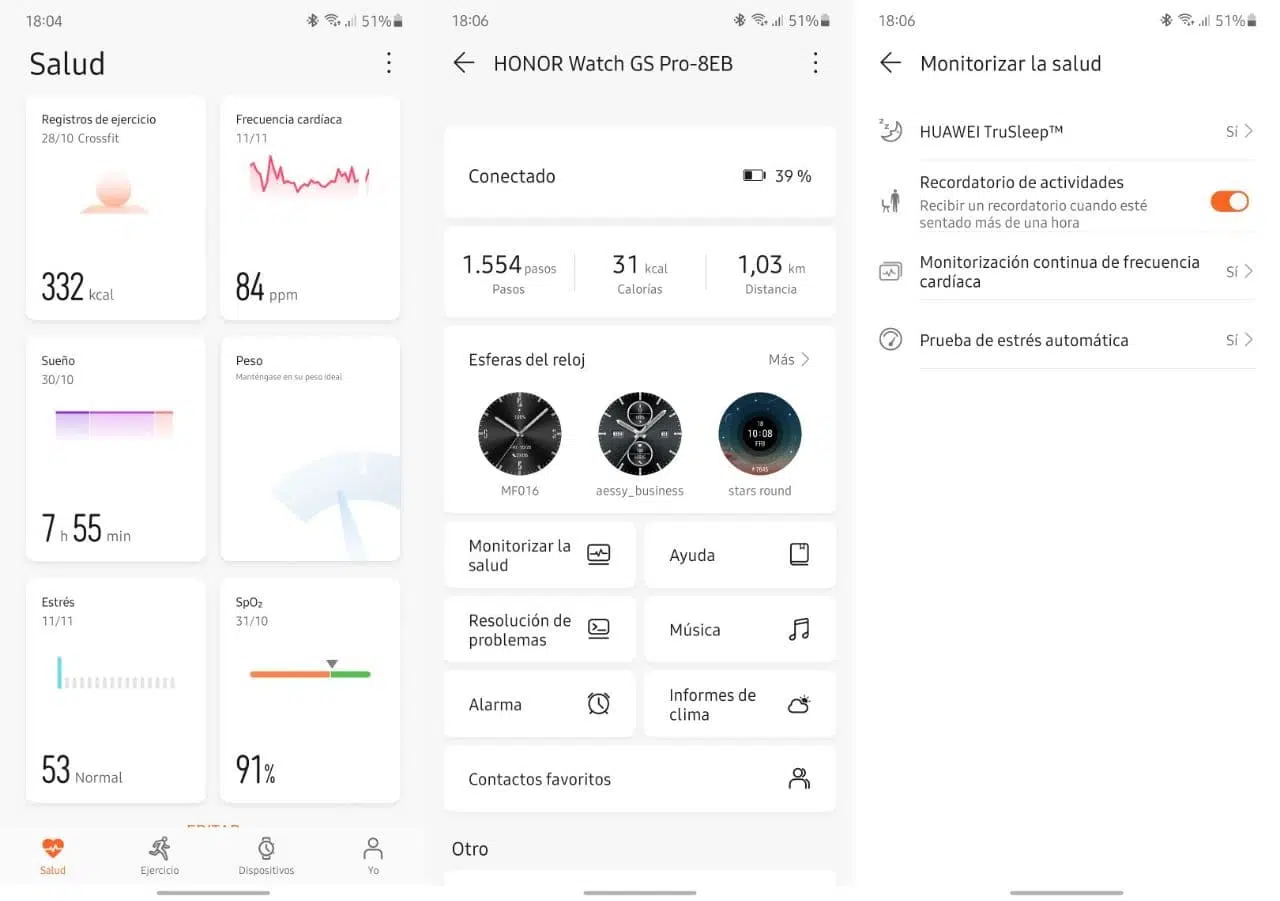 18:04
51%
Salud
Registros de ejercicio
28/10 Crossfit
332 kcal
Frecuencia cardíaca
11/11
84 ppm
Sueño
30/10
7 h 55 min
Peso
Manténgase en su peso ideal
Estrés
11/11
53 Normal
SpO₂
31/10
91%
EDITAR
Salud
Ejercicio
Dispositivos
Yo
18:06
51%
HONOR Watch GS Pro-8EB
Conectado
39 %
1.554 pasos
Pasos
31 kcal
Calorías
1,03 km
Distancia
Esferas del reloj
Más
18
10:08
FRI
7645
MF016
aessy_business
stars round
Monitorizar la
salud
Ayuda
Resolución de
problemas
Música
Alarma
Informes de
clima
Contactos favoritos
Otro
18:06
51%
Monitorizar la salud
HUAWEI TruSleep™
Sí
Recordatorio de actividades
Recibir un recordatorio cuando esté
sentado más de una hora
Monitorización continua de frecuencia
cardíaca
Sí
Prueba de estrés automática
Sí